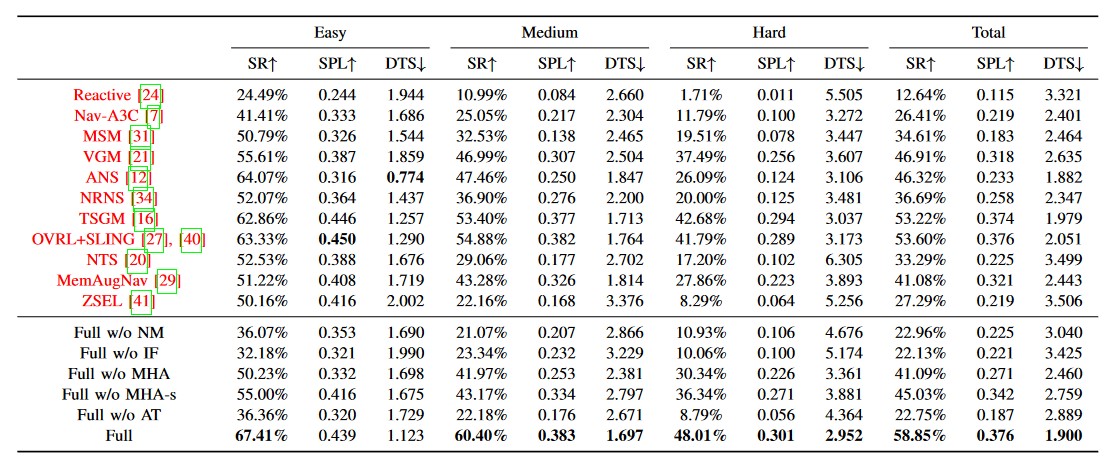 Easy Medium Hard Total
SR↑ SPL↑ DTS↓ SR↑ SPL↑ DTS↓ SR↑ SPL↑ DTS↓ SR↑ SPL↑ DTS↓
Reactive [24] 24.49% 0.244 1.944 10.99% 0.084 2.660 1.71% 0.011 5.505 12.64% 0.115 3.321
Nav-A3C [7] 41.41% 0.333 1.686 25.05% 0.217 2.304 11.79% 0.100 3.272 26.41% 0.219 2.401
MSM [31] 50.79% 0.326 1.544 32.53% 0.138 2.465 19.51% 0.078 3.447 34.61% 0.183 2.464
VGM [21] 55.61% 0.387 1.859 46.99% 0.307 2.504 37.49% 0.256 3.607 46.91% 0.318 2.635
ANS [12] 64.07% 0.316 0.774 47.46% 0.250 1.847 26.09% 0.124 3.106 46.32% 0.233 1.882
NRNS [34] 52.07% 0.364 1.437 36.90% 0.276 2.200 20.00% 0.125 3.481 36.69% 0.258 2.347
TSGM [16] 62.86% 0.446 1.257 53.40% 0.377 1.713 42.68% 0.294 3.037 53.22% 0.374 1.979
OVRL+SLING [27], [40] 63.33% 0.450 1.290 54.88% 0.382 1.764 41.79% 0.289 3.173 53.60% 0.376 2.051
NTS [20] 52.53% 0.388 1.676 29.06% 0.177 2.702 17.20% 0.102 6.305 33.29% 0.225 3.499
MemAugNav [29] 51.22% 0.408 1.719 43.28% 0.326 1.814 27.86% 0.223 3.893 41.08% 0.321 2.443
ZSEL [41] 50.16% 0.416 2.002 22.16% 0.168 3.376 8.29% 0.064 5.256 27.29% 0.219 3.506
Full w/o NM 36.07% 0.353 1.690 21.07% 0.207 2.866 10.93% 0.106 4.676 22.96% 0.225 3.040
Full w/o IF 32.18% 0.321 1.990 23.34% 0.232 3.229 10.06% 0.100 5.174 22.13% 0.221 3.425
Full w/o MHA 50.23% 0.332 1.698 41.97% 0.253 2.381 30.34% 0.226 3.361 41.09% 0.271 2.460
Full w/o MHA-s 55.00% 0.416 1.675 43.17% 0.334 2.797 36.34% 0.271 3.881 45.03% 0.342 2.759
Full w/o AT 36.36% 0.320 1.729 22.18% 0.176 2.671 8.79% 0.056 4.364 22.75% 0.187 2.889
Full 67.41% 0.439 1.123 60.40% 0.383 1.697 48.01% 0.301 2.952 58.85% 0.376 1.900